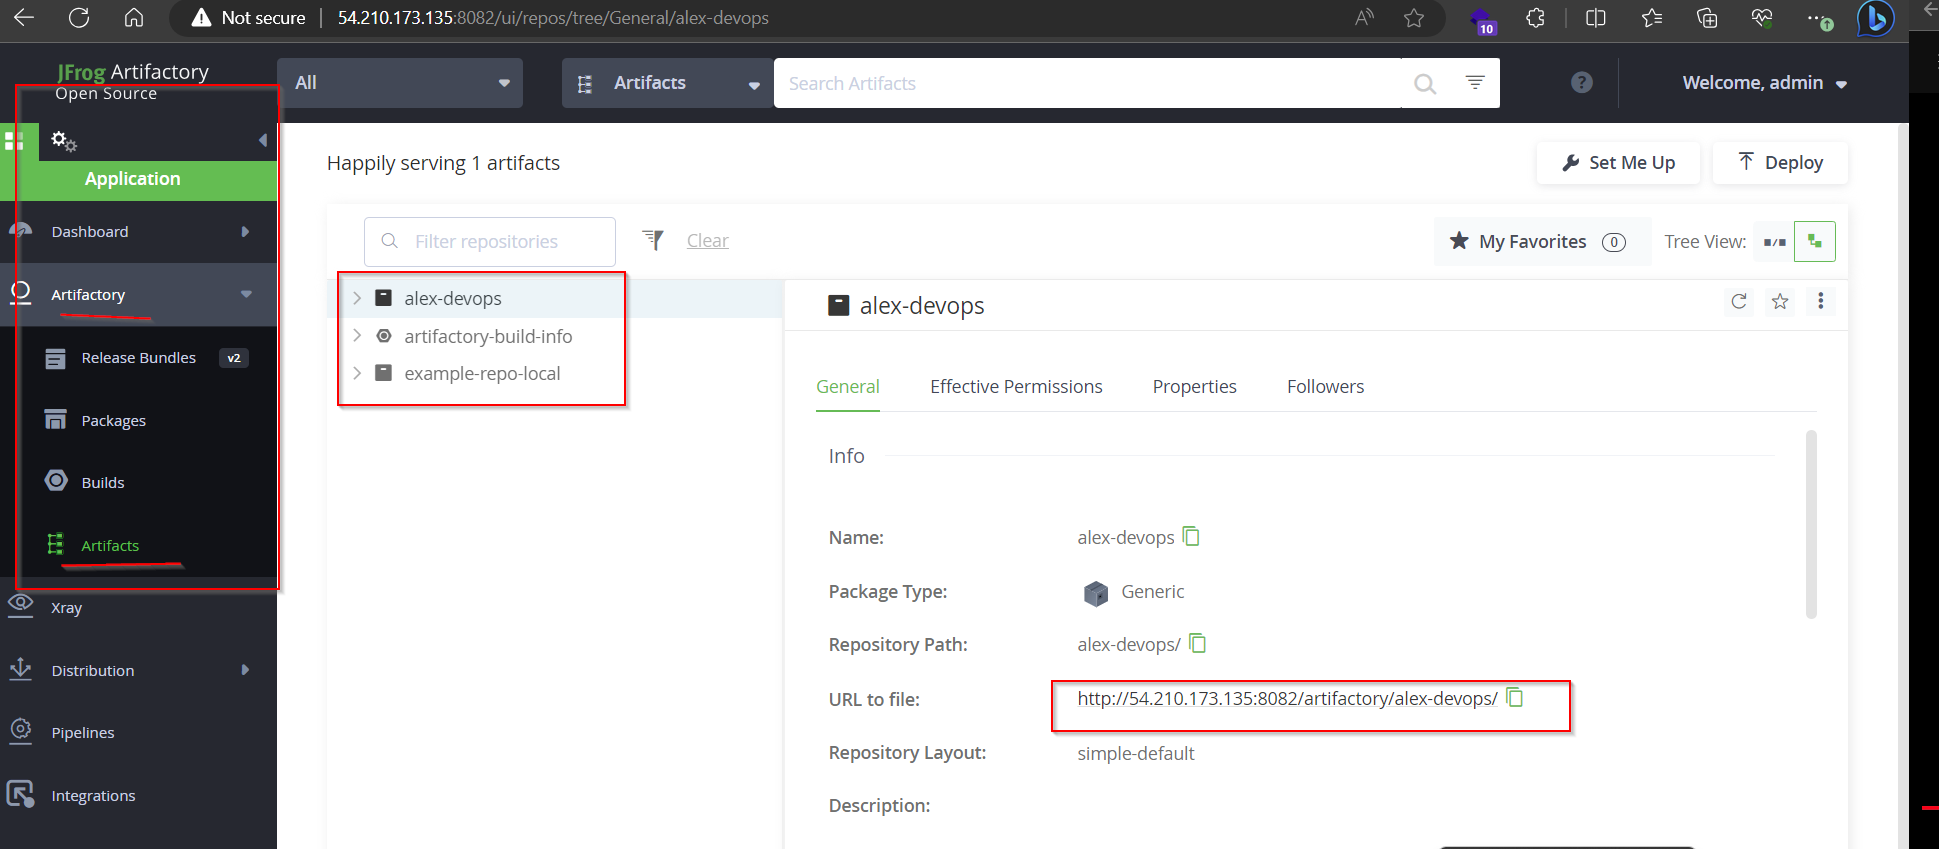 Not secure
54.210.173.135:8082/ui/repos/tree/General/alex-devops
10
JFrog Artifactory
Open Source
All
Artifacts
Search Artifacts
?
Welcome, admin
Application
Dashboard
Artifactory
Release Bundles v2
Packages
Builds
Artifacts
Xray
Distribution
Pipelines
Integrations
Happily serving 1 artifacts
Set Me Up
Deploy
Filter repositories
Clear
My Favorites 0
Tree View:
alex-devops
artifactory-build-info
example-repo-local
alex-devops
General Effective Permissions Properties Followers
Info
Name: alex-devops
Package Type: Generic
Repository Path: alex-devops/
URL to file: http://54.210.173.135:8082/artifactory/alex-devops/
Repository Layout: simple-default
Description: